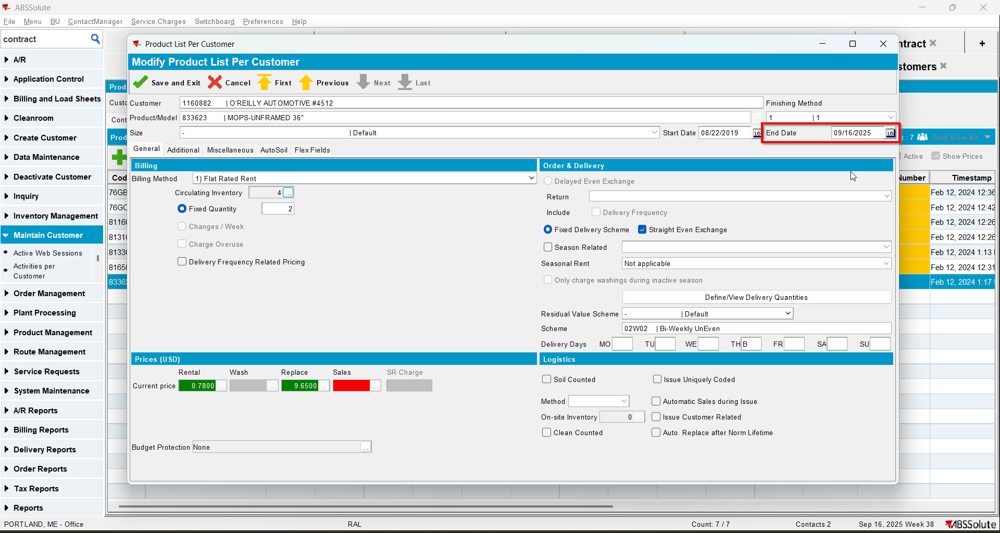 ABSSolute
File Menu BU ContactManager Service Charges Switchboard Preferences Help
contract
ntract
+
stomers
Product List Per Customer
Modify Product List Per Customer
Save and Exit Cancel First Previous Next Last
Customer 1160882 | O'REILLY AUTOMOTIVE #4512 Finishing Method
Product/Model 833623 | MOPS-UNFRAMED 36" ... 1 | 1
Size - | Default Start Date 08/22/2019 16 End Date 09/16/2025 16
General Additional Miscellaneous AutoSoil Flex Fields
Billing
Billing Method 1) Flat Rated Rent
Circulating Inventory 4 ...
Fixed Quantity 2
Changes / Week
Charge Overuse
Delivery Frequency Related Pricing
Order & Delivery
Delayed Even Exchange
Return
Include Delivery Frequency
Fixed Delivery Scheme Straight Even Exchange
Season Related
Seasonal Rent Not applicable
Only charge washings during inactive season
Define/View Delivery Quantities
Residual Value Scheme - | Default
Scheme 02W02 | Bi-Weekly UnEven
Delivery Days MO TU WE TH B FR SA SU
Prices (USD)
Rental Wash Replace Sales SR Charge
Current price 0.7800 ... ... 9.6500 ... ...
Budget Protection None ...
Logistics
Soil Counted Issue Uniquely Coded
Method Automatic Sales during Issue
On-site Inventory 0 ... Issue Customer Related
Clean Counted Auto. Replace after Norm Lifetime
A/R
Application Control
Billing and Load Sheets
Cleanroom
Create Customer
Data Maintenance
Deactivate Customer
Inquiry
Inventory Management
Maintain Customer
Active Web Sessions
Activities per
Customer
Order Management
Plant Processing
Product Management
Route Management
Service Requests
System Maintenance
A/R Reports
Billing Reports
Delivery Reports
Order Reports
Tax Reports
Reports
Prod
Custo
Cont
Prod
Cod
76GB
76GC
8116
8131
8133
8165
8336
t : 7 Grid View All
Active Show Prices
Number Timestamp
Feb 12, 2024 12:36
Feb 12, 2024 12:42
Feb 12, 2024 12:26
Feb 12, 2024 12:26
Feb 12, 2024 1:13
Feb 12, 2024 12:31
Feb 12, 2024 1:17
PORTLAND, ME - Office RAL Count: 7 / 7 Contacts 2 Sep 16, 2025 Week 38 ABSSolute